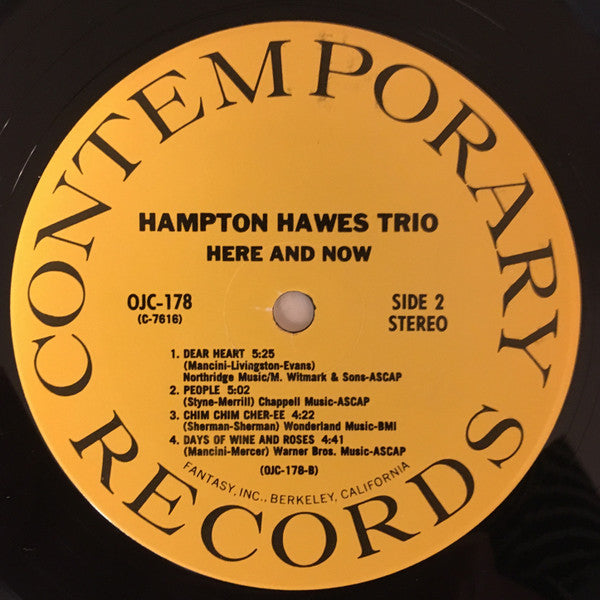 CONTEMPORARY
HAMPTON HAWES TRIO
HERE AND NOW
OJC-178
(C-7616)
SIDE 2
STEREO
1. DEAR HEART 5:25
(Mancini-Livingston-Evans)
Northridge Music/M. Witmark & Sons-ASCAP
2. PEOPLE 5:02
(Styne-Merrill) Chappell Music-ASCAP
3. CHIM CHIM CHER-EE 4:22
(Sherman-Sherman) Wonderland Music-BMI
4. DAYS OF WINE AND ROSES 4:41
(Mancini-Mercer) Warner Bros. Music-ASCAP
(OJC-178-B)
FANTASY, INC., BERKELEY, CALIFORNIA
RECORDS